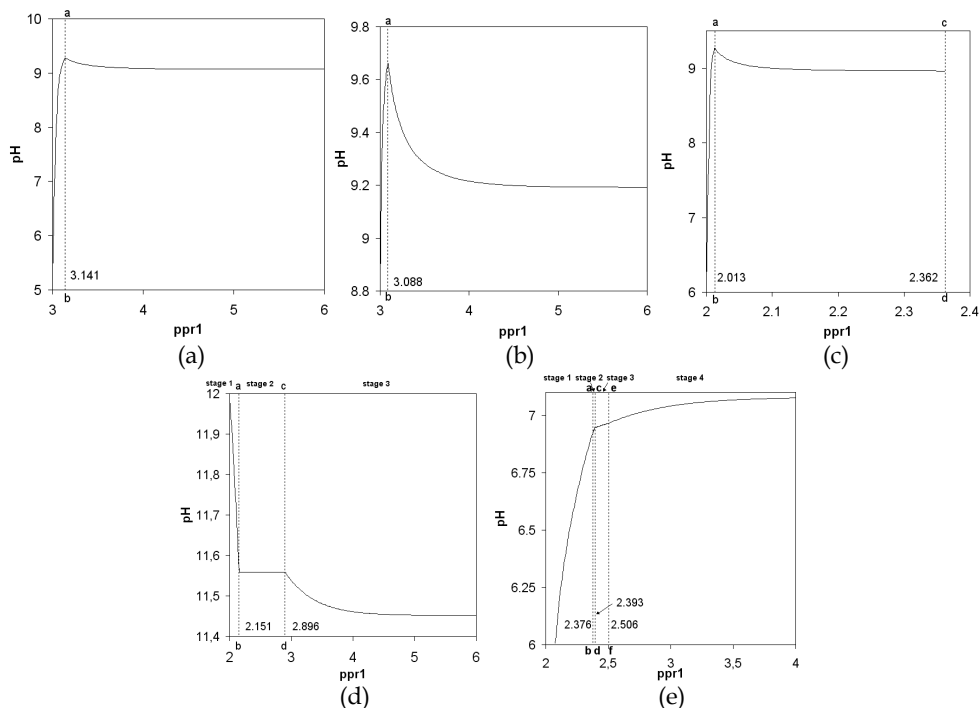 a
10
9
8
7
6
5
pH
3.141
b
3 4 5 6
ppr1
(a)
a
9.8
9.6
9.4
9.2
9
8.8
pH
3.088
b
3 4 5 6
ppr1
(b)
a c
9
8
7
6
pH
2.013 2.362
b d
2 2.1 2.2 2.3 2.4
ppr1
(c)
stage 1 stage 2 stage 3
a c
12
11,9
11,8
11,7
11,6
11,5
11,4
pH
2.151 2.896
b d
2 3 4 5 6
ppr1
(d)
stage 1 stage 2 stage 3 stage 4
a c e
7
6.75
6.5
6.25
6
pH
2.393
2.376 2.506
b d f
2 2,5 3 3,5 4
ppr1
(e)